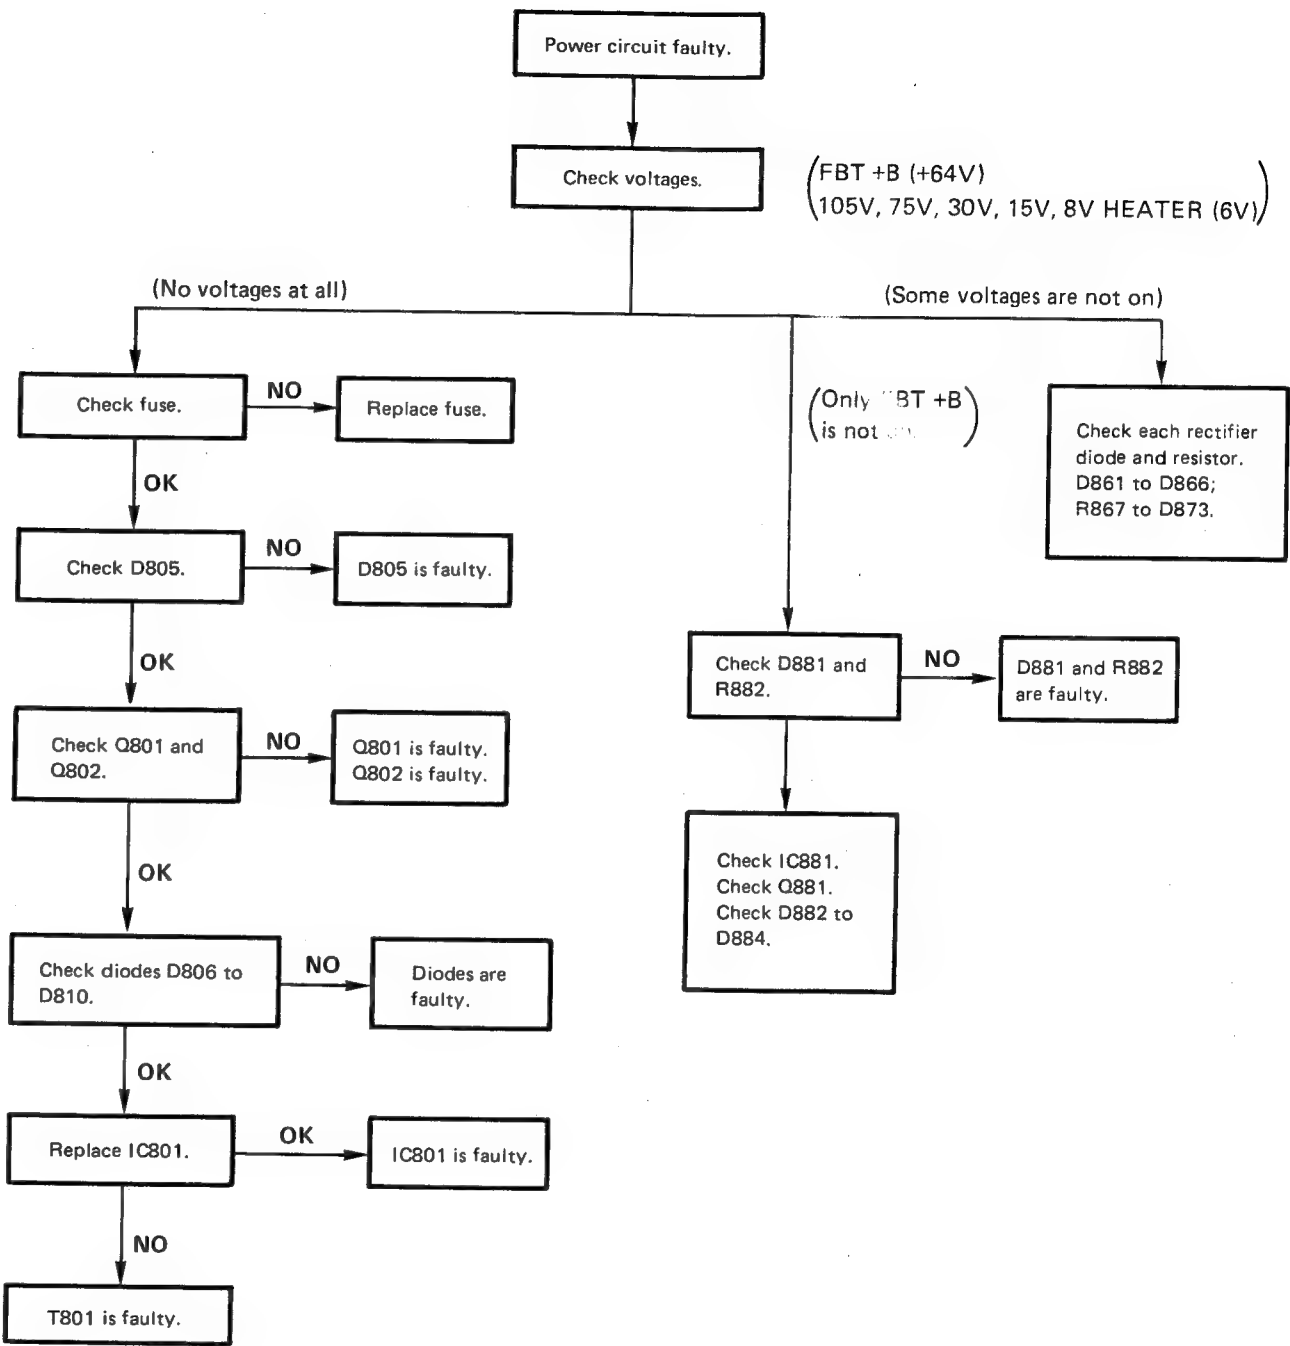 Power circuit faulty.
Check voltages.
FBT +B (+64V)
105V, 75V, 30V, 15V, 8V HEATER (6V)
(No voltages at all)
(Some voltages are not on)
Check fuse.
NO
Replace fuse.
(Only BT +B
is not
Check each rectifier
diode and resistor.
D861 to D866;
R867 to D873.
OK
Check D805.
NO
D805 is faulty.
OK
Check D881 and
R882.
NO
D881 and R882
are faulty.
Check Q801 and
Q802.
NO
Q801 is faulty.
Q802 is faulty.
OK
Check IC881.
Check Q881.
Check D882 to
D884.
Check diodes D806 to
D810.
NO
Diodes are
faulty.
OK
Replace IC801.
OK
IC801 is faulty.
NO
T801 is faulty.